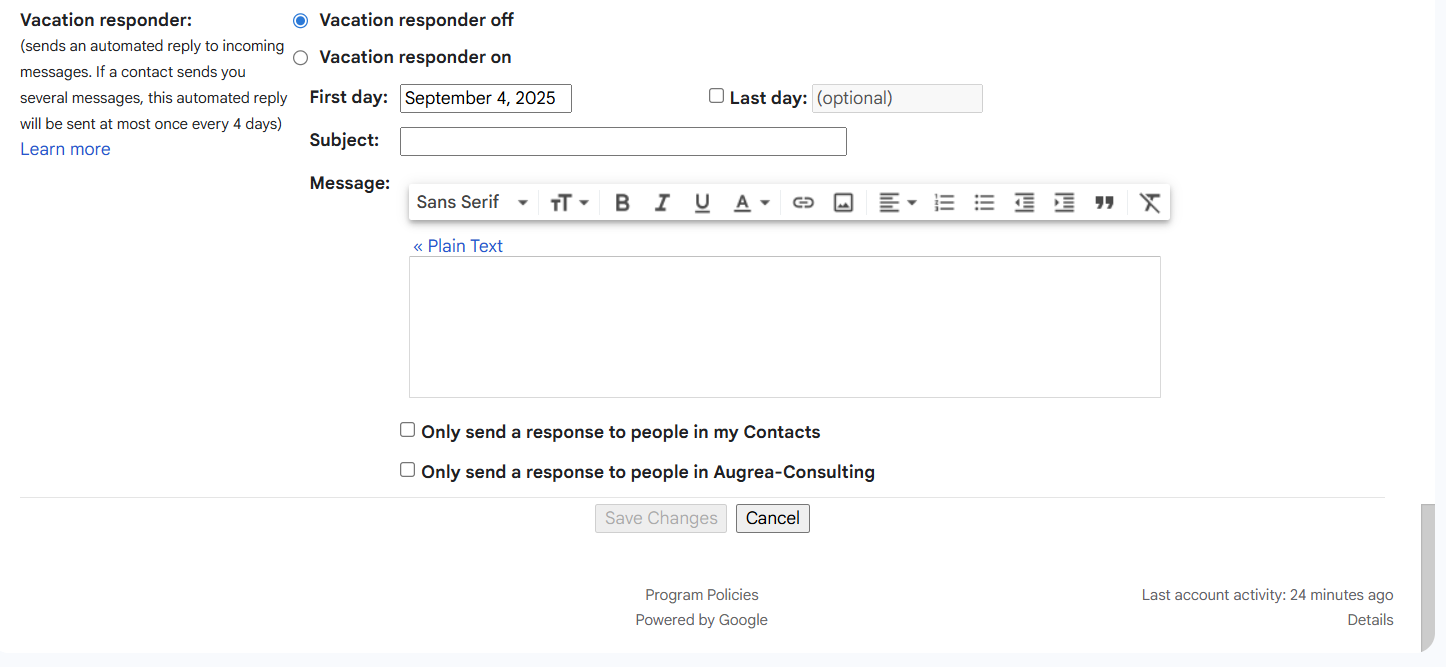 Vacation responder:
(sends an automated reply to incoming
messages. If a contact sends you
several messages, this automated reply
will be sent at most once every 4 days)
Learn more
Vacation responder off
Vacation responder on
First day: September 4, 2025 Last day: (optional)
Subject:
Message:
Sans Serif
« Plain Text
Only send a response to people in my Contacts
Only send a response to people in Augrea-Consulting
Save Changes Cancel
Program Policies
Powered by Google
Last account activity: 24 minutes ago
Details